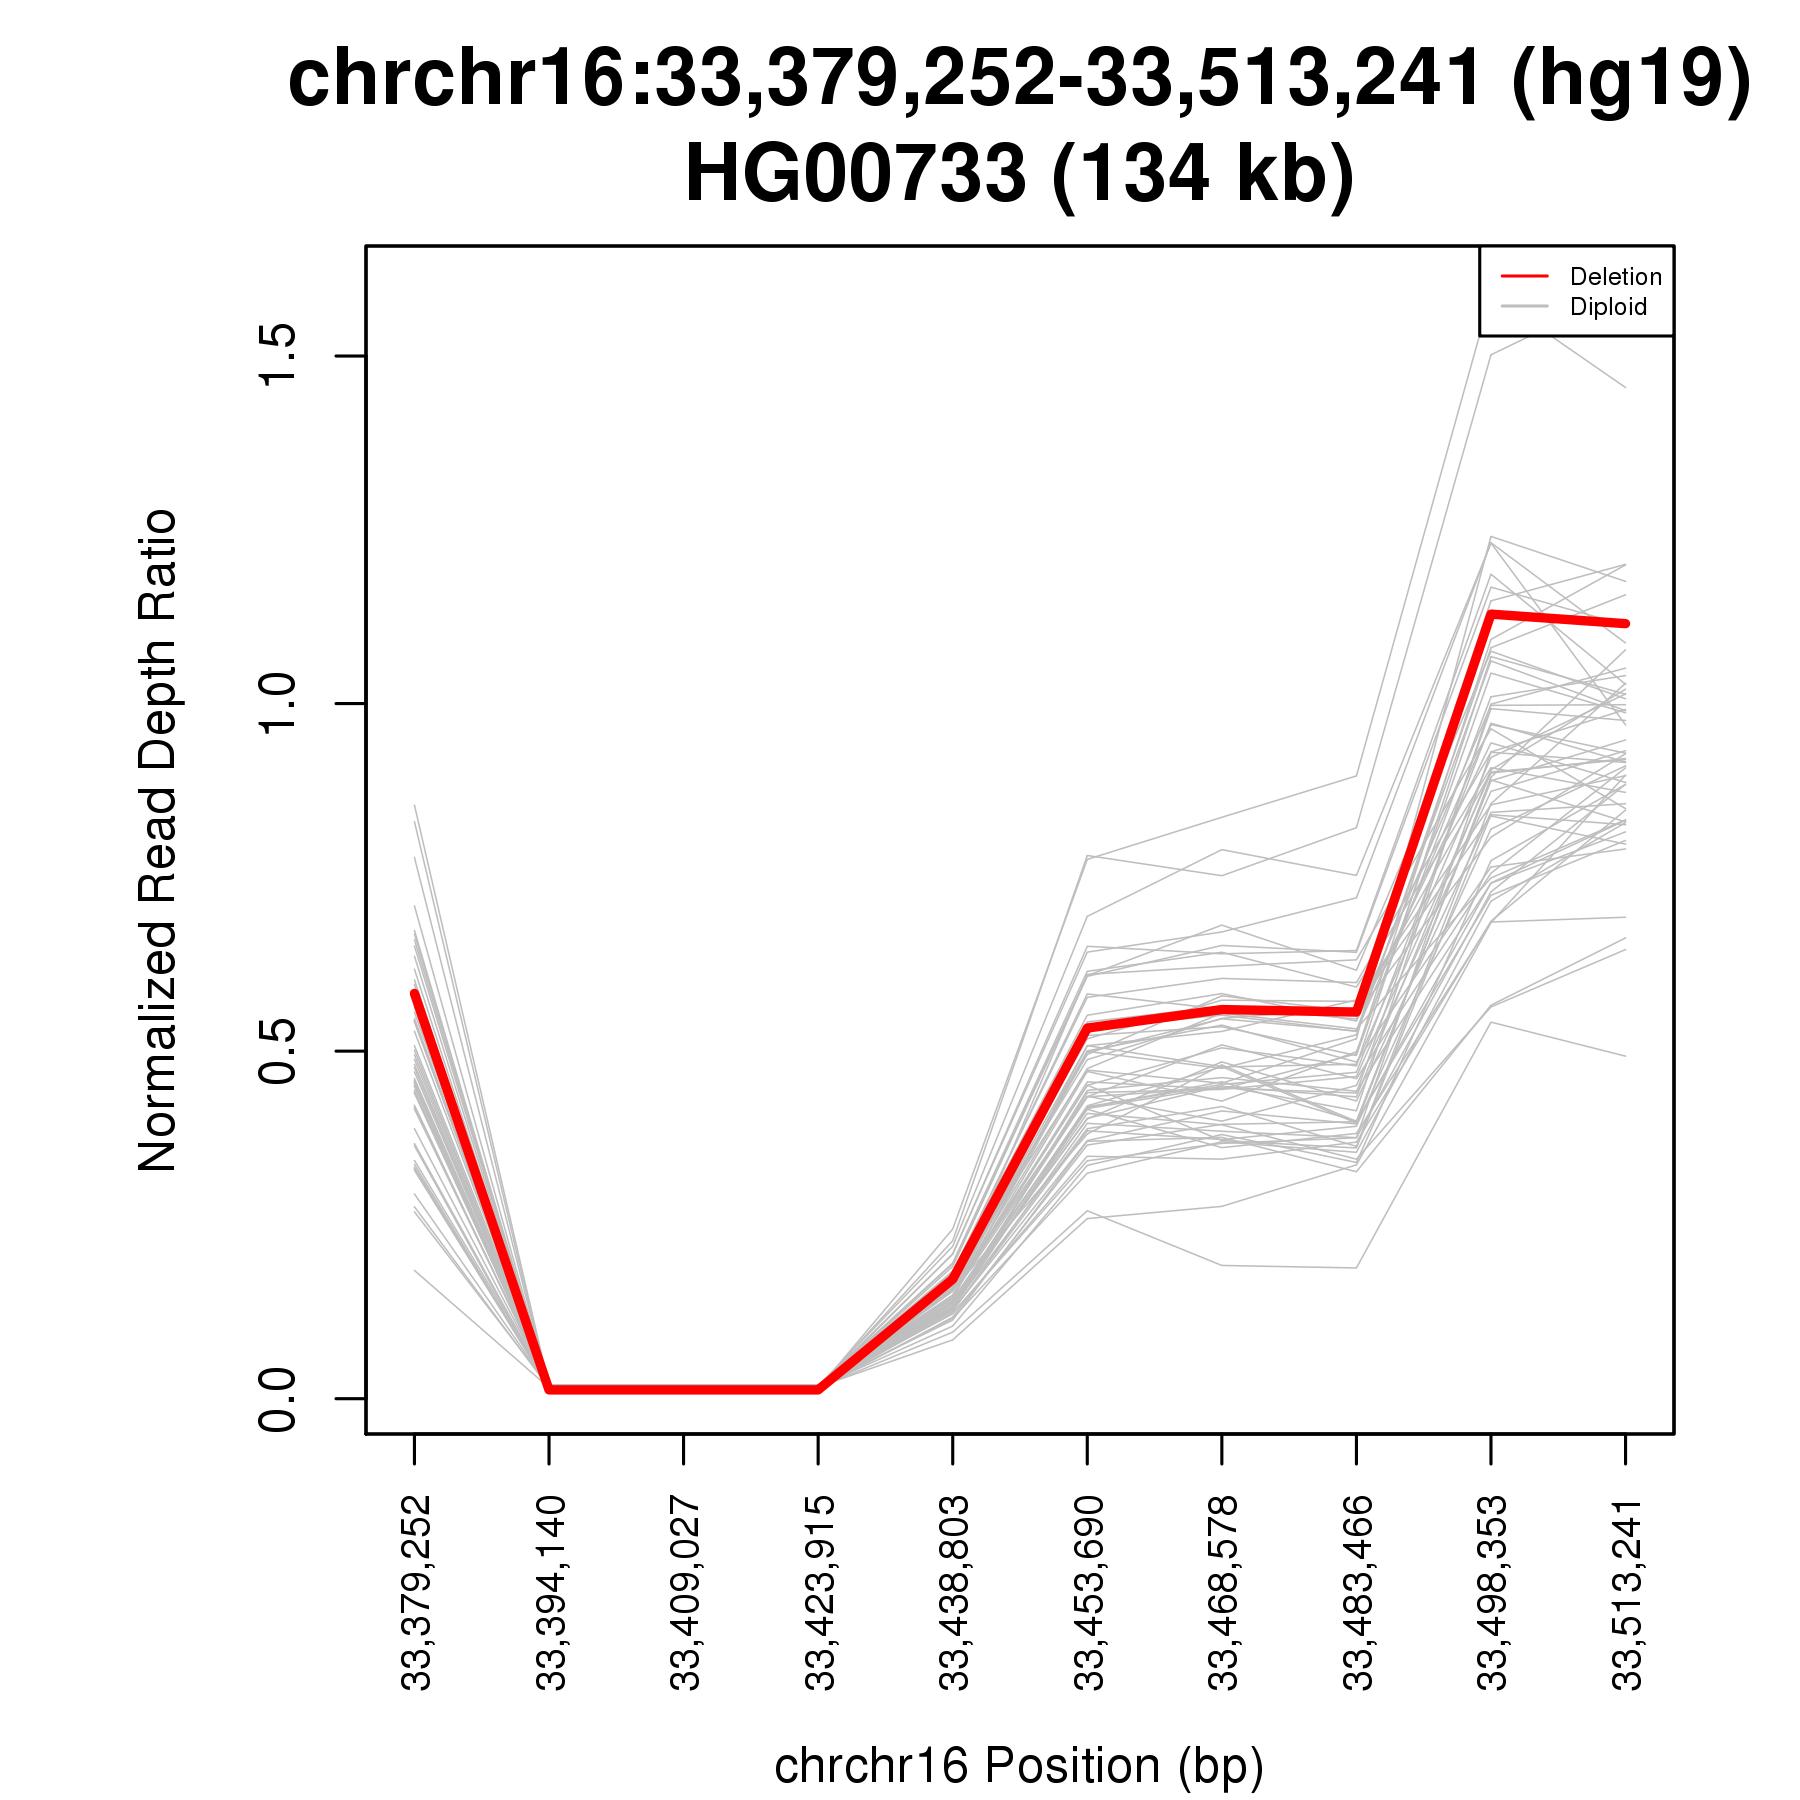 chrchr16:33,379,252-33,513,241 (hg19)
HG00733 (134 kb)
Deletion
Diploid
Normalized Read Depth Ratio
1.5
1.0
0.5
0.0
33,379,252
33,394,140
33,409,027
33,423,915
33,438,803
33,453,690
33,468,578
33,483,466
33,498,353
33,513,241
chrchr16 Position (bp)